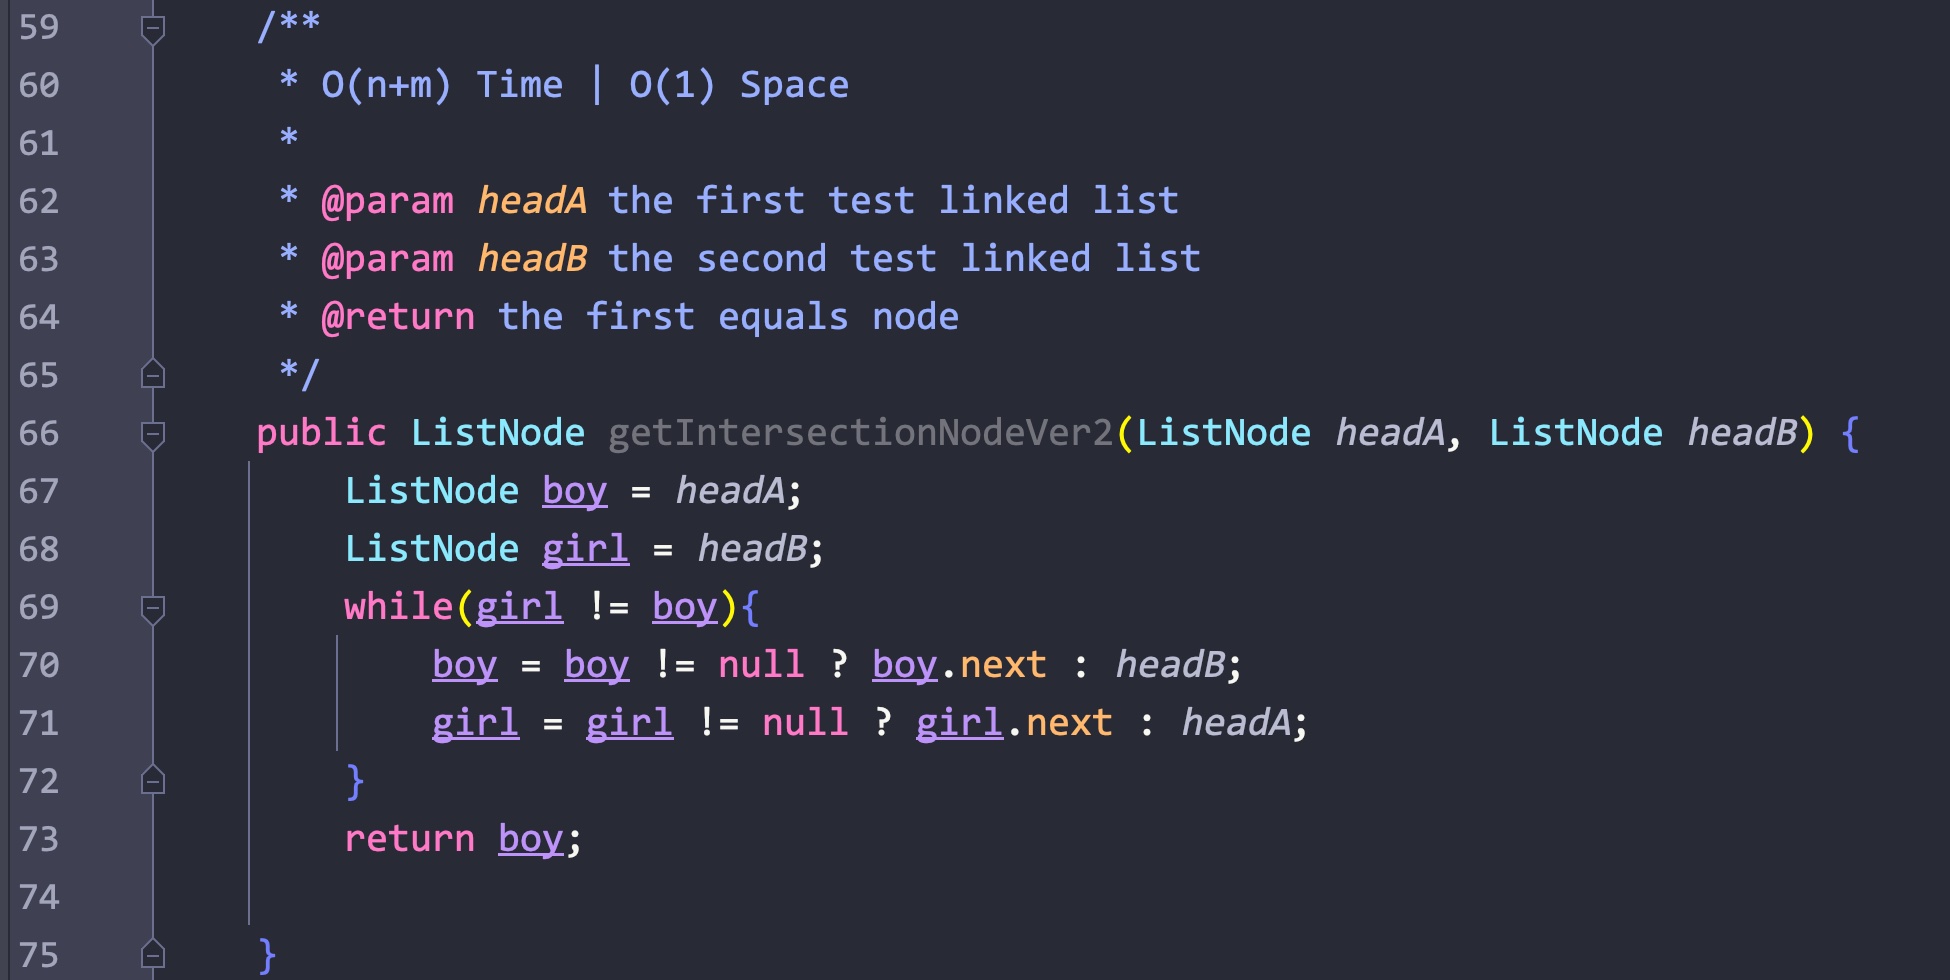 59 /**
60 * O(n+m) Time | O(1) Space
61 *
62 * @param headA the first test linked list
63 * @param headB the second test linked list
64 * @return the first equals node
65 */
66 public ListNode getIntersectionNodeVer2(ListNode headA, ListNode headB) {
67 ListNode boy = headA;
68 ListNode girl = headB;
69 while(girl != boy){
70 boy = boy != null ? boy.next : headB;
71 girl = girl != null ? girl.next : headA;
72 }
73 return boy;
74
75 }